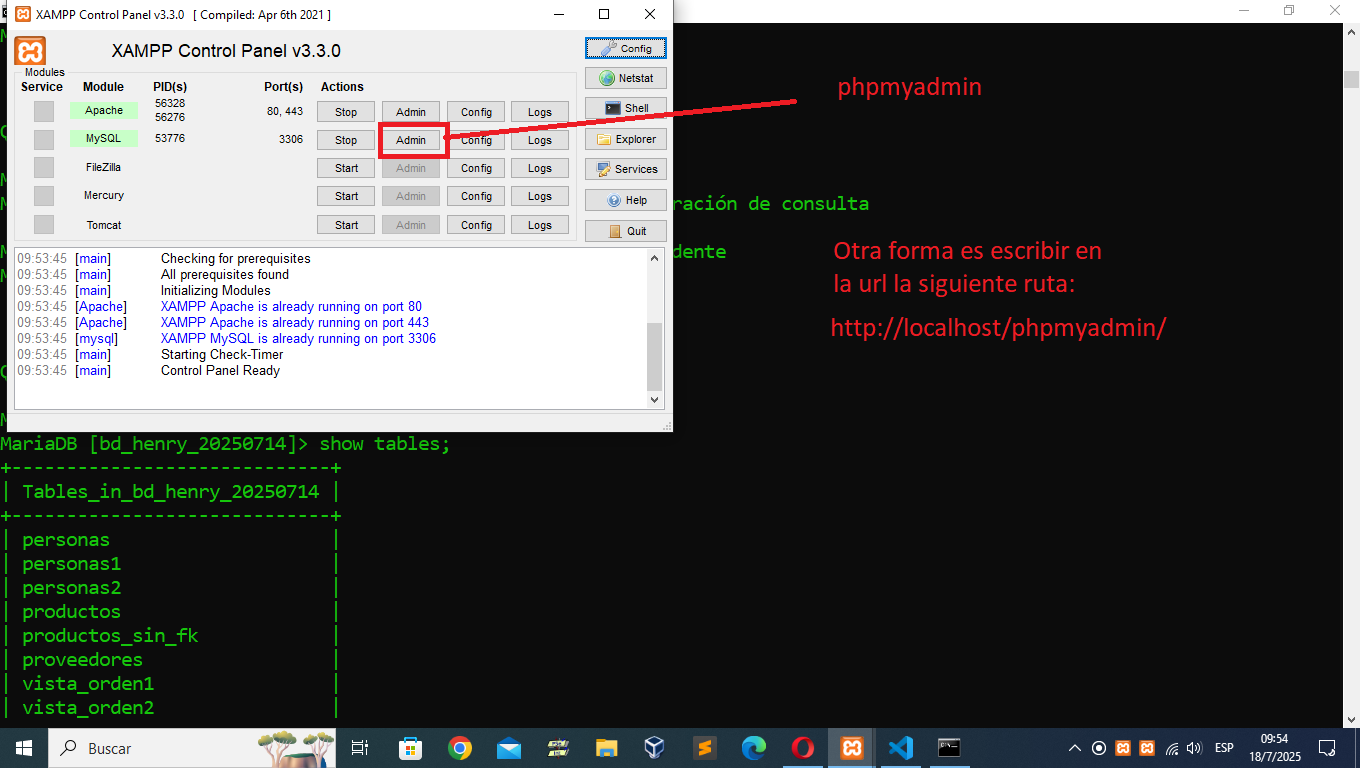 XAMPP Control Panel v3.3.0 [ Compiled: Apr 6th 2021 ]
XAMPP Control Panel v3.3.0
Config
Modules
Service Module PID(s) Port(s) Actions
Netstat
Apache 56328 56276 80, 443 Stop Admin Config Logs
Shell
MySQL 53776 3306 Stop Admin Config Logs
Explorer
FileZilla Start Admin Config Logs
Services
Mercury Start Admin Config Logs
Help
Tomcat Start Admin Config Logs
Quit
09:53:45 [main] Checking for prerequisites
09:53:45 [main] All prerequisites found
09:53:45 [main] Initializing Modules
09:53:45 [Apache] XAMPP Apache is already running on port 80
09:53:45 [Apache] XAMPP Apache is already running on port 443
09:53:45 [mysql] XAMPP MySQL is already running on port 3306
09:53:45 [main] Starting Check-Timer
09:53:45 [main] Control Panel Ready
phpmyadmin
ración de consulta
dente
Otra forma es escribir en
la url la siguiente ruta:
http://localhost/phpmyadmin/
MariaDB [bd_henry_20250714]> show tables;
+-----------------------------+
| Tables_in_bd_henry_20250714 |
+-----------------------------+
| personas |
| personas1 |
| personas2 |
| productos |
| productos_sin_fk |
| proveedores |
| vista_orden1 |
| vista_orden2 |
Buscar
ESP
09:54
18/7/2025